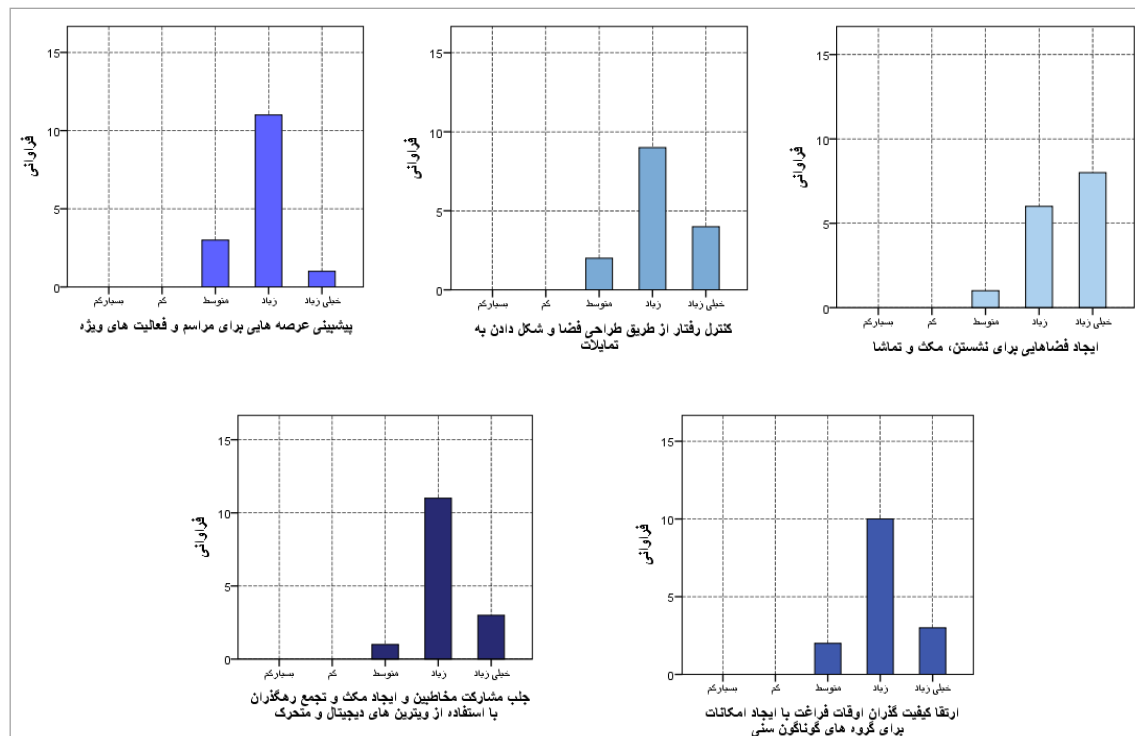 15
10
5
0
فراوانی
بسیارکم
کم
متوسط
زیاد
خیلی زیاد
پیشبینی عرصه هایی برای مراسم و فعالیت های ویژه
15
10
5
0
فراوانی
بسیارکم
کم
متوسط
زیاد
خیلی زیاد
کنترل رفتار از طریق طراحی فضا و شکل دادن به
تمایلات
15
10
5
0
فراوانی
بسیارکم
کم
متوسط
زیاد
خیلی زیاد
ایجاد فضاهایی برای نشستن، مکث و تماشا
15
10
5
0
فراوانی
بسیارکم
کم
متوسط
زیاد
خیلی زیاد
جلب مشارکت مخاطبین و ایجاد مکث و تجمع رهگذران
با استفاده از ویترین های دیجیتال و متحرک
15
10
5
0
فراوانی
بسیارکم
کم
متوسط
زیاد
خیلی زیاد
ارتقا کیفیت گذران اوقات فراغت با ایجاد امکانات
برای گروه های گوناگون سنی